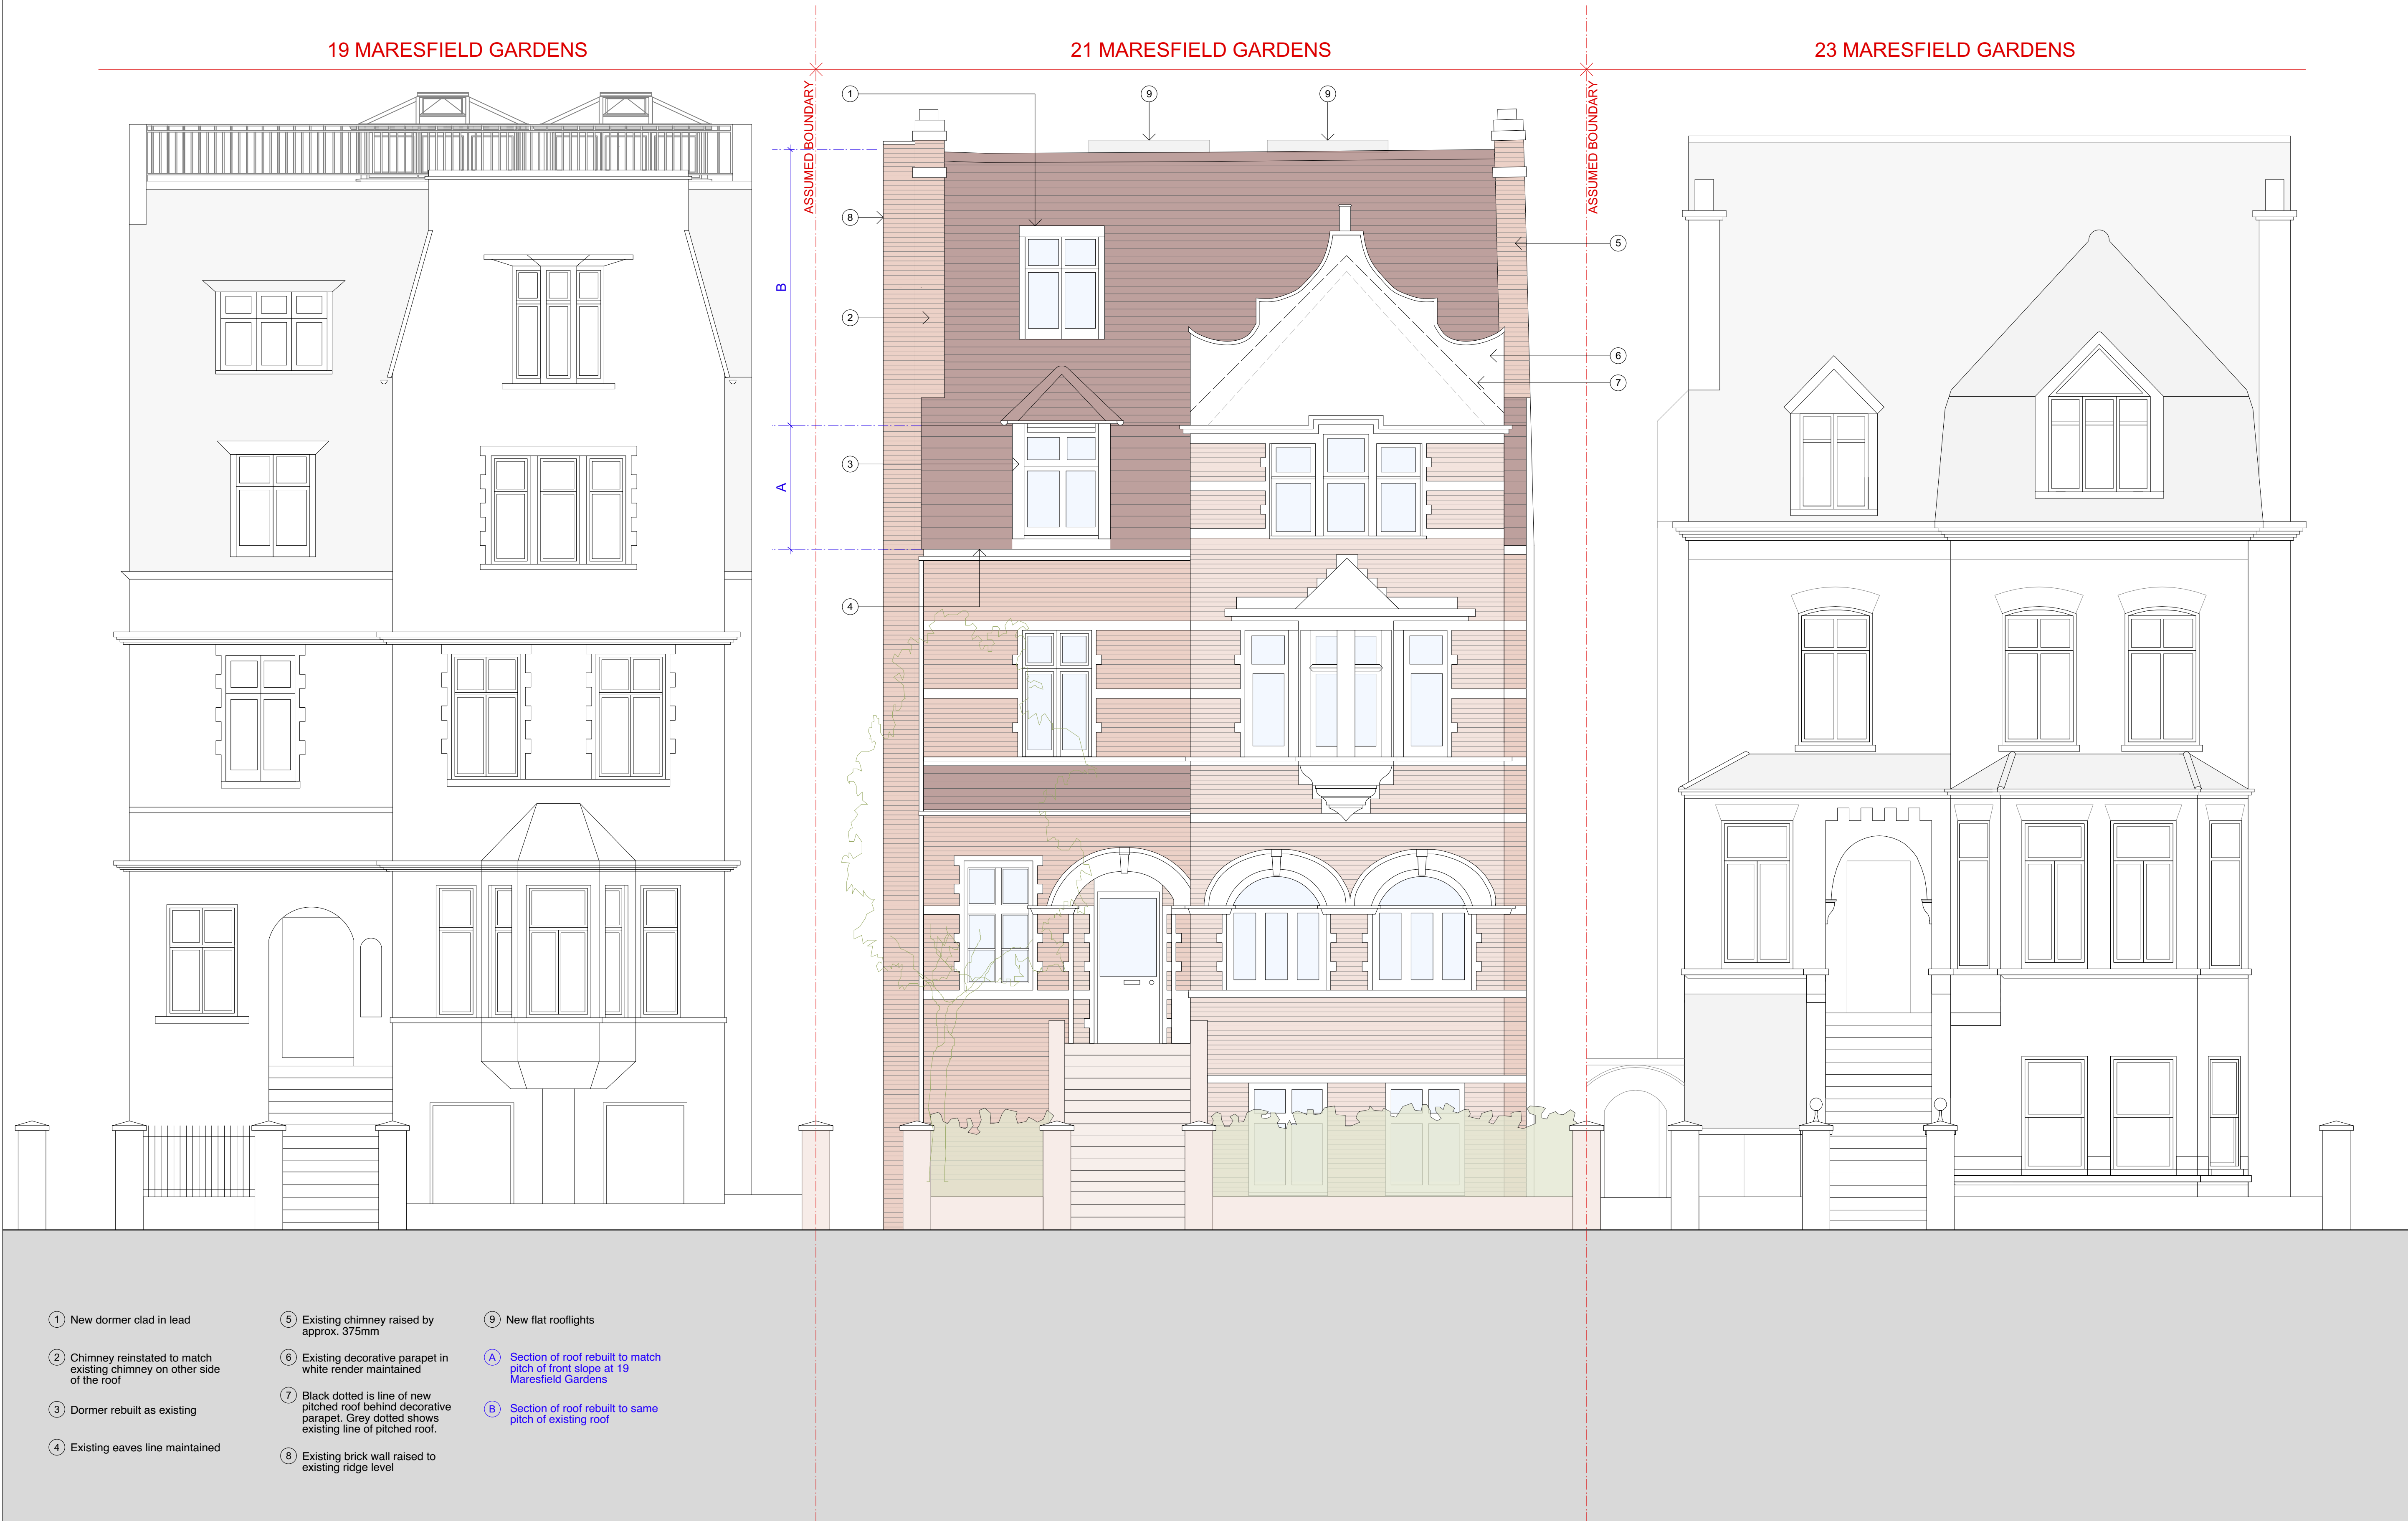 19 MARESFIELD GARDENS
21 MARESFIELD GARDENS
23 MARESFIELD GARDENS
ASSUMED BOUNDARY
ASSUMED BOUNDARY
1
9
9
8
5
B
2
6
7
3
A
4
1 New dormer clad in lead
2 Chimney reinstated to match
existing chimney on other side
of the roof
3 Dormer rebuilt as existing
4 Existing eaves line maintained
5 Existing chimney raised by
approx. 375mm
6 Existing decorative parapet in
white render maintained
7 Black dotted is line of new
pitched roof behind decorative
parapet. Grey dotted shows
existing line of pitched roof.
8 Existing brick wall raised to
existing ridge level
9 New flat rooflights
A Section of roof rebuilt to match
pitch of front slope at 19
Maresfield Gardens
B Section of roof rebuilt to same
pitch of existing roof